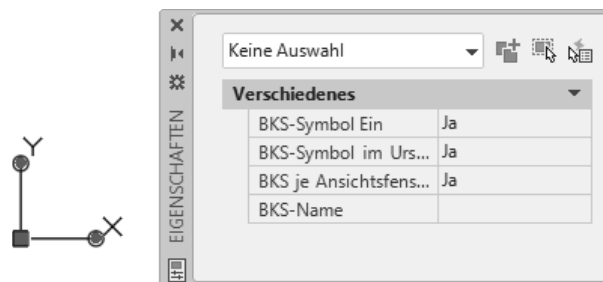 Keine Auswahl
Verschiedenes
BKS-Symbol Ein Ja
BKS-Symbol im Urs... Ja
BKS je Ansichtsfens... Ja
BKS-Name
EIGENSCHAFTEN
Y
X